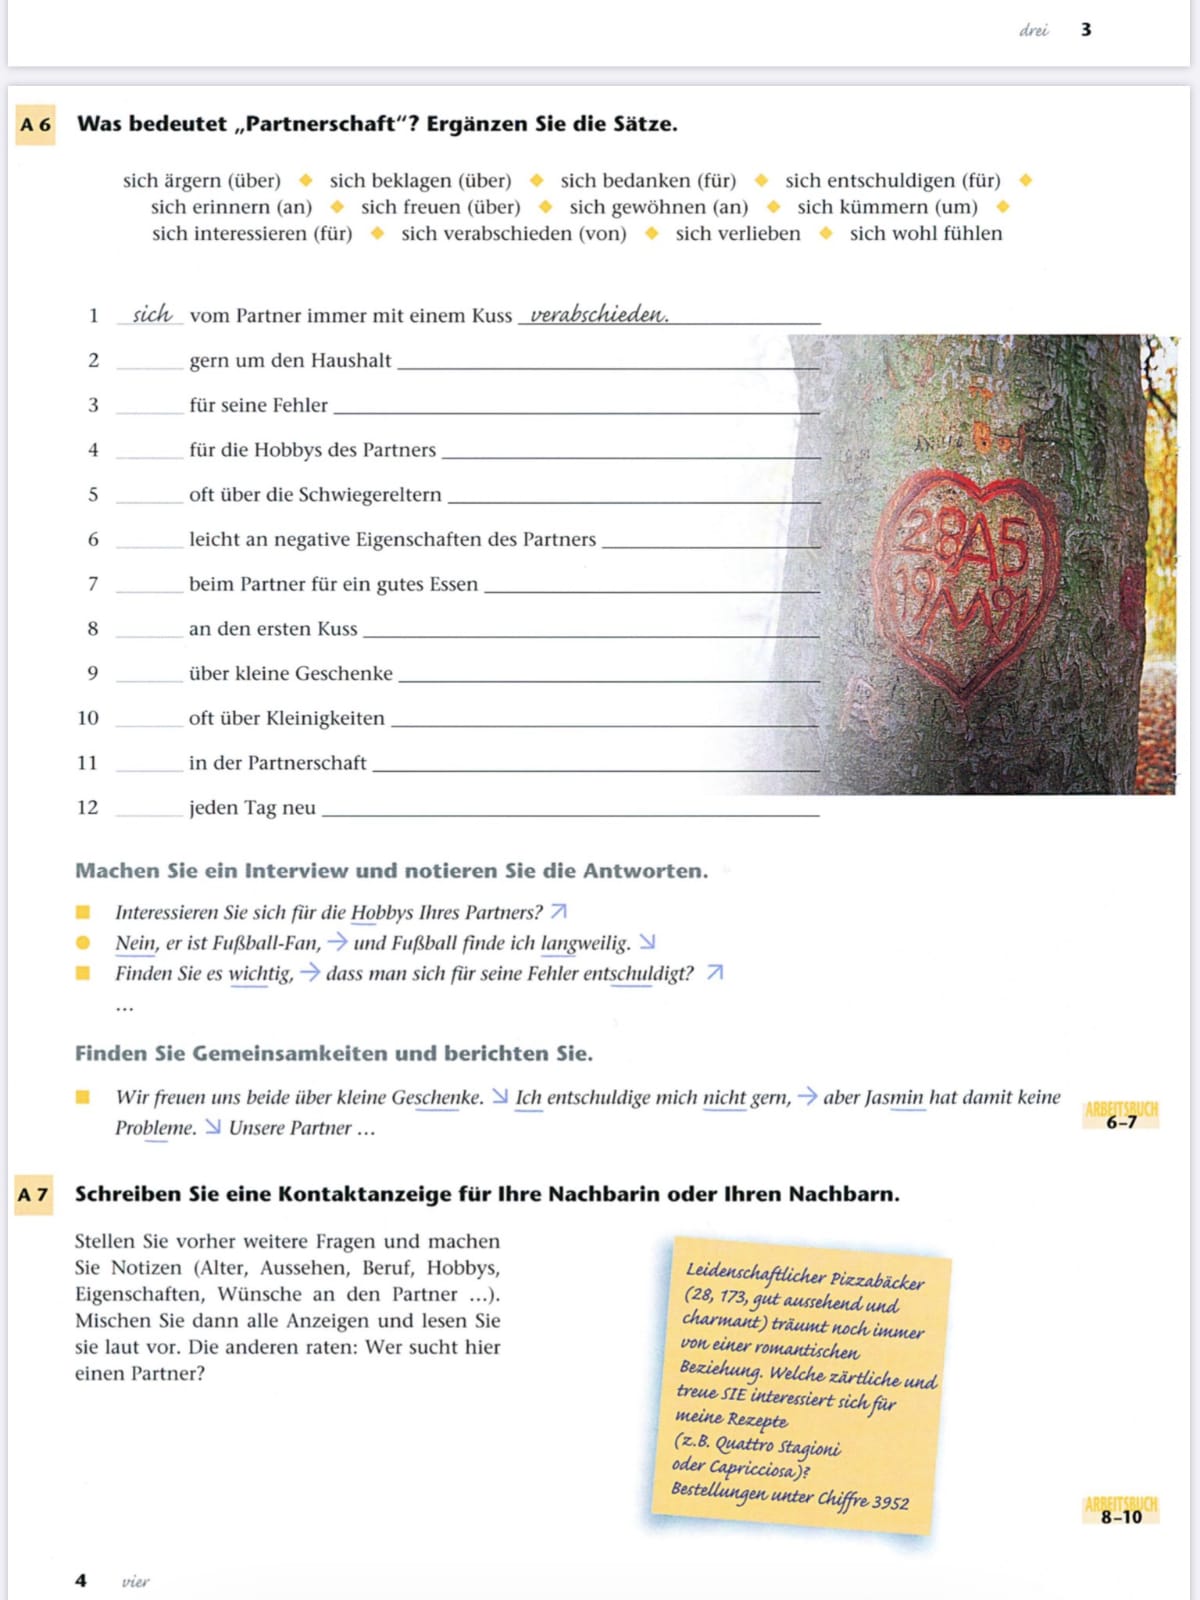 drei 3
A 6 Was bedeutet „Partnerschaft“? Ergänzen Sie die Sätze.
sich ärgern (über) ◆ sich beklagen (über) ◆ sich bedanken (für) ◆ sich entschuldigen (für) ◆
sich erinnern (an) ◆ sich freuen (über) ◆ sich gewöhnen (an) ◆ sich kümmern (um) ◆
sich interessieren (für) ◆ sich verabschieden (von) ◆ sich verlieben ◆ sich wohl fühlen
1 sich vom Partner immer mit einem Kuss verabschieden.
2 ______ gern um den Haushalt ______
3 ______ für seine Fehler ______
4 ______ für die Hobbys des Partners ______
5 ______ oft über die Schwiegereltern ______
6 ______ leicht an negative Eigenschaften des Partners ______
7 ______ beim Partner für ein gutes Essen ______
8 ______ an den ersten Kuss ______
9 ______ über kleine Geschenke ______
10 ______ oft über Kleinigkeiten ______
11 ______ in der Partnerschaft ______
12 ______ jeden Tag neu ______
28 A5
19 M 91
Machen Sie ein Interview und notieren Sie die Antworten.
Interessieren Sie sich für die Hobbys Ihres Partners? ↗
Nein, er ist Fußball-Fan, → und Fußball finde ich langweilig. ↘
Finden Sie es wichtig, → dass man sich für seine Fehler entschuldigt? ↗
...
Finden Sie Gemeinsamkeiten und berichten Sie.
Wir freuen uns beide über kleine Geschenke. ↘ Ich entschuldige mich nicht gern, → aber Jasmin hat damit keine
Probleme. ↘ Unsere Partner ...
ARBEITSBUCH
6–7
A 7 Schreiben Sie eine Kontaktanzeige für Ihre Nachbarin oder Ihren Nachbarn.
Stellen Sie vorher weitere Fragen und machen
Sie Notizen (Alter, Aussehen, Beruf, Hobbys,
Eigenschaften, Wünsche an den Partner ...).
Mischen Sie dann alle Anzeigen und lesen Sie
sie laut vor. Die anderen raten: Wer sucht hier
einen Partner?
Leidenschaftlicher Pizzabäcker
(28, 173, gut aussehend und
charmant) träumt noch immer
von einer romantischen
Beziehung. Welche zärtliche und
treue SIE interessiert sich für
meine Rezepte
(z.B. Quattro Stagioni
oder Capricciosa)?
Bestellungen unter Chiffre 3952
ARBEITSBUCH
8–10
4 vier